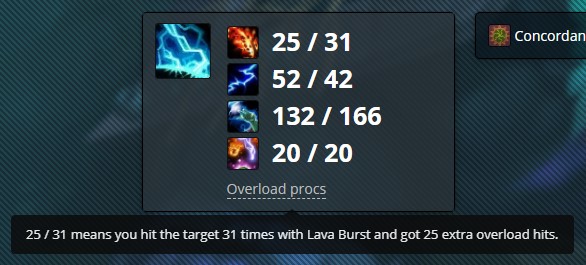 25 / 31
Concordan
52 / 42
132 / 166
20 / 20
Overload procs
25 / 31 means you hit the target 31 times with Lava Burst and got 25 extra overload hits.